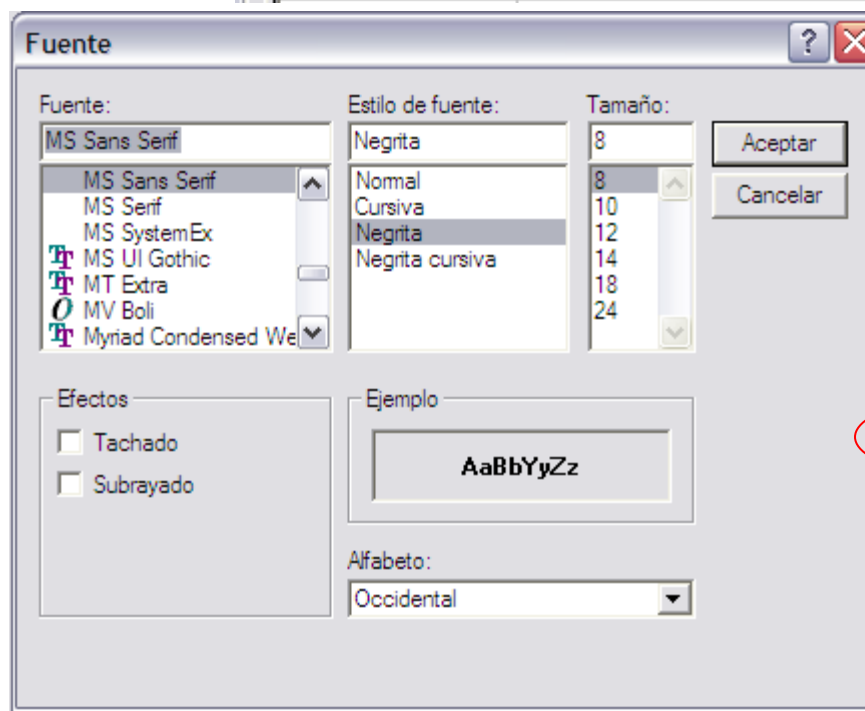 Fuente
?
Fuente:
MS Sans Serif
MS Sans Serif
MS Serif
MS SystemEx
MS UI Gothic
MT Extra
MV Boli
Myriad Condensed We
Estilo de fuente:
Negrita
Normal
Cursiva
Negrita
Negrita cursiva
Tamaño:
8
8
10
12
14
18
24
Aceptar
Cancelar
Efectos
Tachado
Subrayado
Ejemplo
AaBbYyZz
Alfabeto:
Occidental